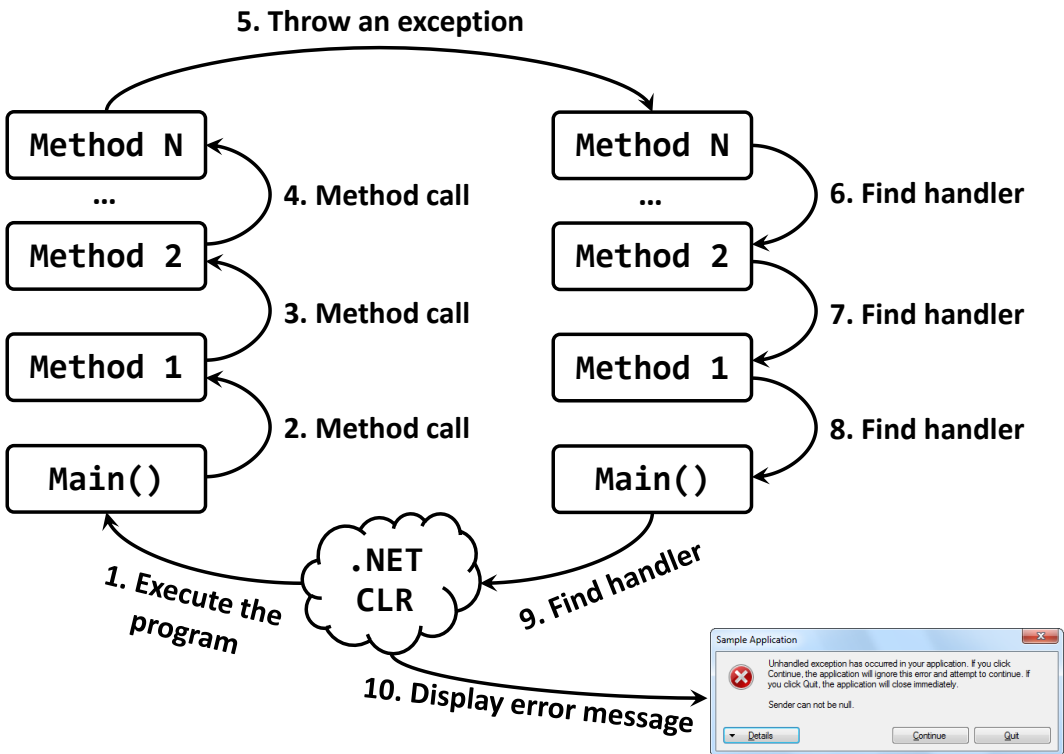 5. Throw an exception
Method N
...
Method 2
Method 1
Main()
4. Method call
3. Method call
2. Method call
Method N
...
Method 2
Method 1
Main()
6. Find handler
7. Find handler
8. Find handler
.NET
CLR
1. Execute the
program
9. Find handler
10. Display error message
Sample Application
Unhandled exception has occurred in your application. If you click
Continue, the application will ignore this error and attempt to continue. If
you click Quit, the application will close immediately.
Sender can not be null.
Details
Continue
Quit